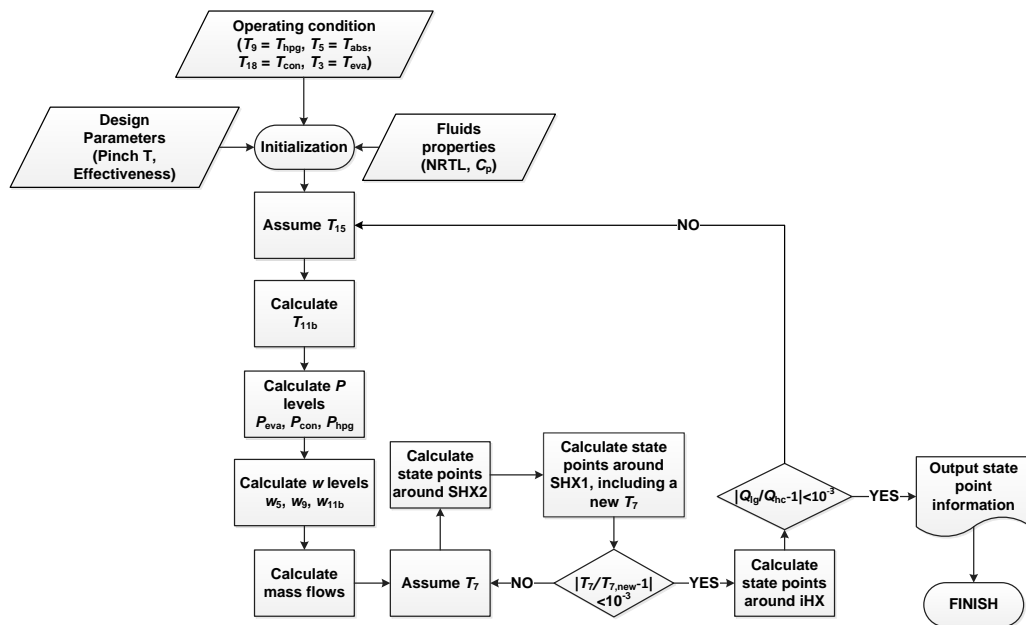 Operating condition
(T9 = Thpg, T5 = Tabs,
T18 = Tcon, T3 = Teva)
Design
Parameters
(Pinch T,
Effectiveness)
Initialization
Fluids
properties
(NRTL, Cp)
Assume T15
NO
Calculate
T11b
Calculate P
levels
Peva, Pcon, Phpg
Calculate w levels
w5, w9, w11b
Calculate
mass flows
Assume T7
Calculate
state points
around SHX2
Calculate state
points around
SHX1, including a
new T7
|T7/T7,new-1|
<10-3
NO
YES
Calculate
state points
around iHX
|Qlg/Qhc-1|<10-3
YES
Output state
point
information
FINISH